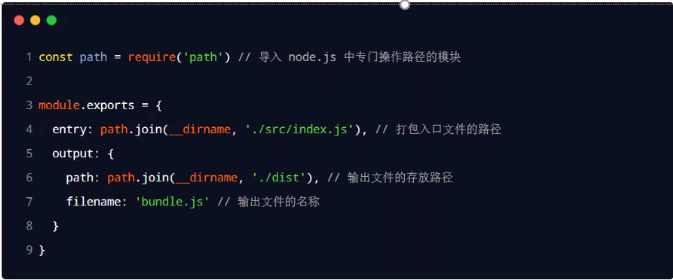 1 const path = require('path') // 导入 node.js 中专门操作路径的模块
2
3 module.exports = {
4 entry: path.join(__dirname, './src/index.js'), // 打包入口文件的路径
5 output: {
6 path: path.join(__dirname, './dist'), // 输出文件的存放路径
7 filename: 'bundle.js' // 输出文件的名称
8 }
9 }